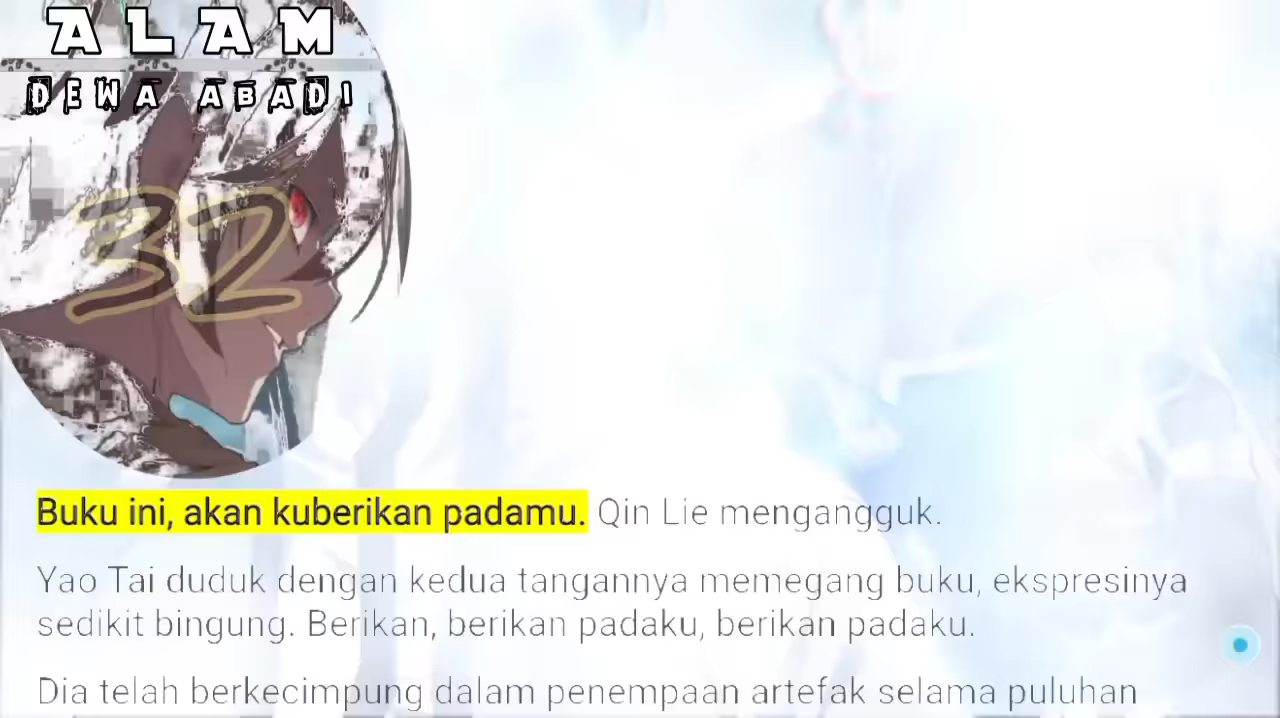 ALAM
DEWA ABADI
32
Buku ini, akan kuberikan padamu. Qin Lie mengangguk.
Yao Tai duduk dengan kedua tangannya memegang buku, ekspresinya
sedikit bingung. Berikan, berikan padaku, berikan padaku.
Dia telah berkecimpung dalam penempaan artefak selama puluhan